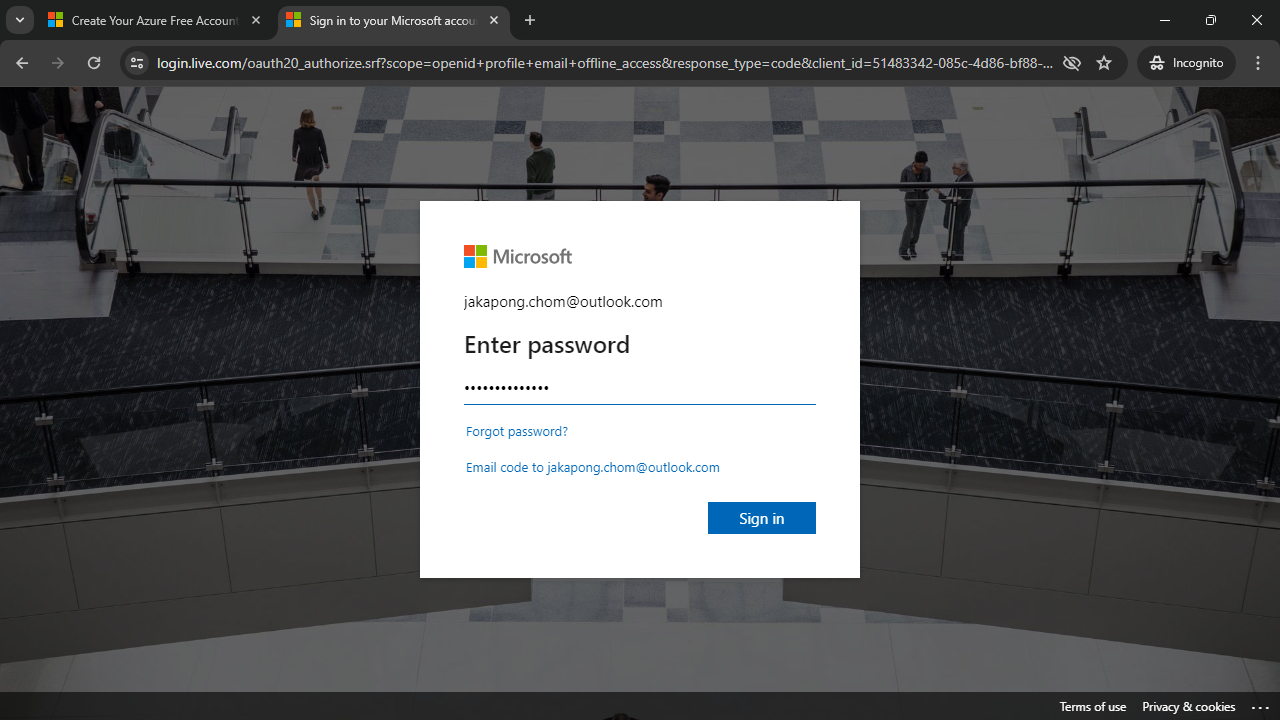 Create Your Azure Free Account
Sign in to your Microsoft accou
login.live.com/oauth20_authorize.srf?scope=openid+profile+email+offline_access&response_type=code&client_id=51483342-085c-4d86-bf88-...
Incognito
Microsoft
jakapong.chom@outlook.com
Enter password
••••••••••••••
Forgot password?
Email code to jakapong.chom@outlook.com
Sign in
Terms of use
Privacy & cookies
...